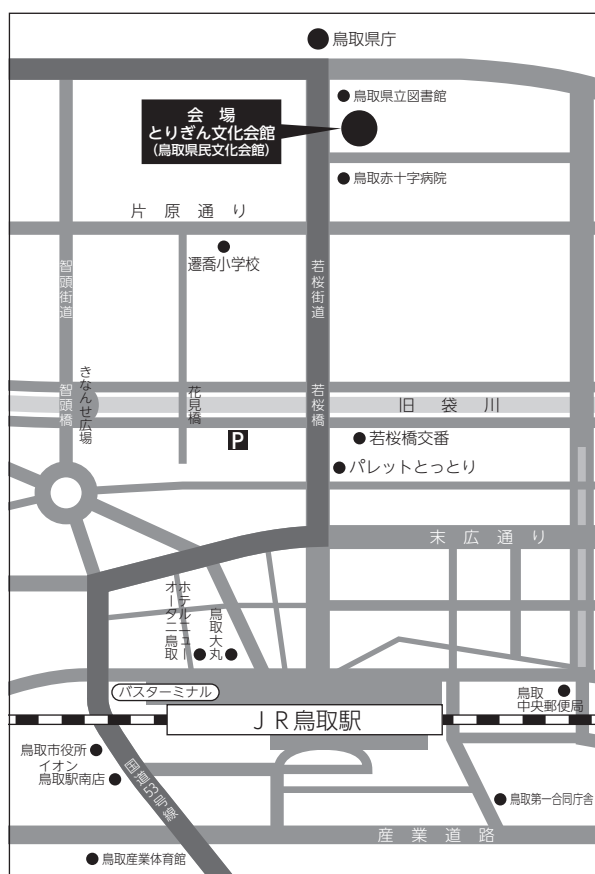 鳥取県庁
鳥取県立図書館
会　場
とりぎん文化会館
（鳥取県民文化会館）
鳥取赤十字病院
片原通り
遷喬小学校
智頭街道
若桜街道
きなんせ広場
智頭橋
花見橋
若桜橋
旧袋川
P
若桜橋交番
パレットとっとり
末広通り
ホテルニュー
オータニ鳥取
鳥取大丸
バスターミナル
鳥取
中央郵便局
ＪＲ鳥取駅
鳥取市役所
イオン
鳥取駅南店
国道53号線
鳥取第一合同庁舎
産業道路
鳥取産業体育館